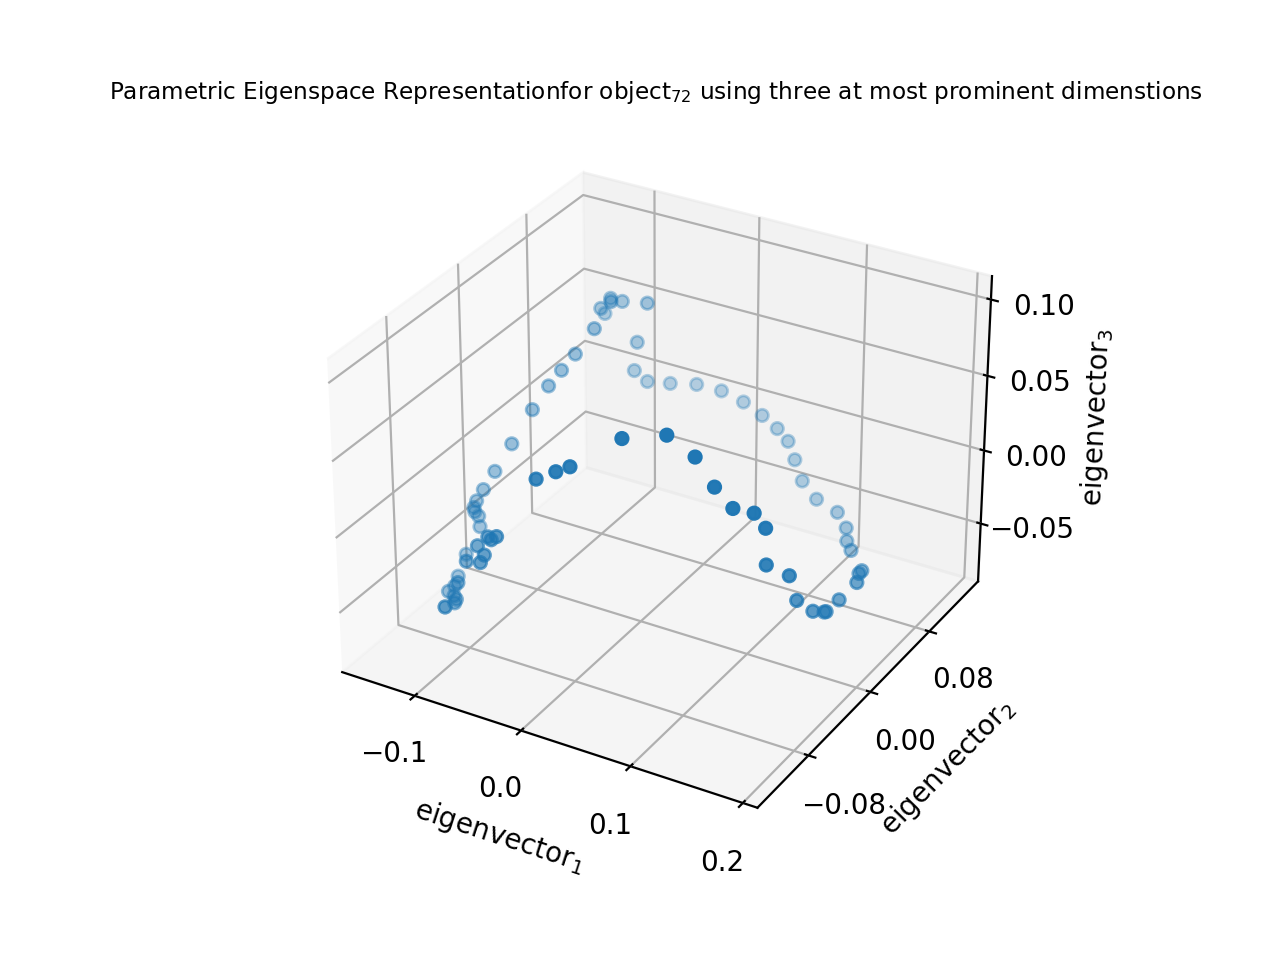 Parametric Eigenspace Representationfor object₇₂ using three at most prominent dimenstions
0.10
0.05
0.00
−0.05
eigenvector₃
0.08
0.00
−0.08
eigenvector₂
−0.1
0.0
0.1
0.2
eigenvector₁